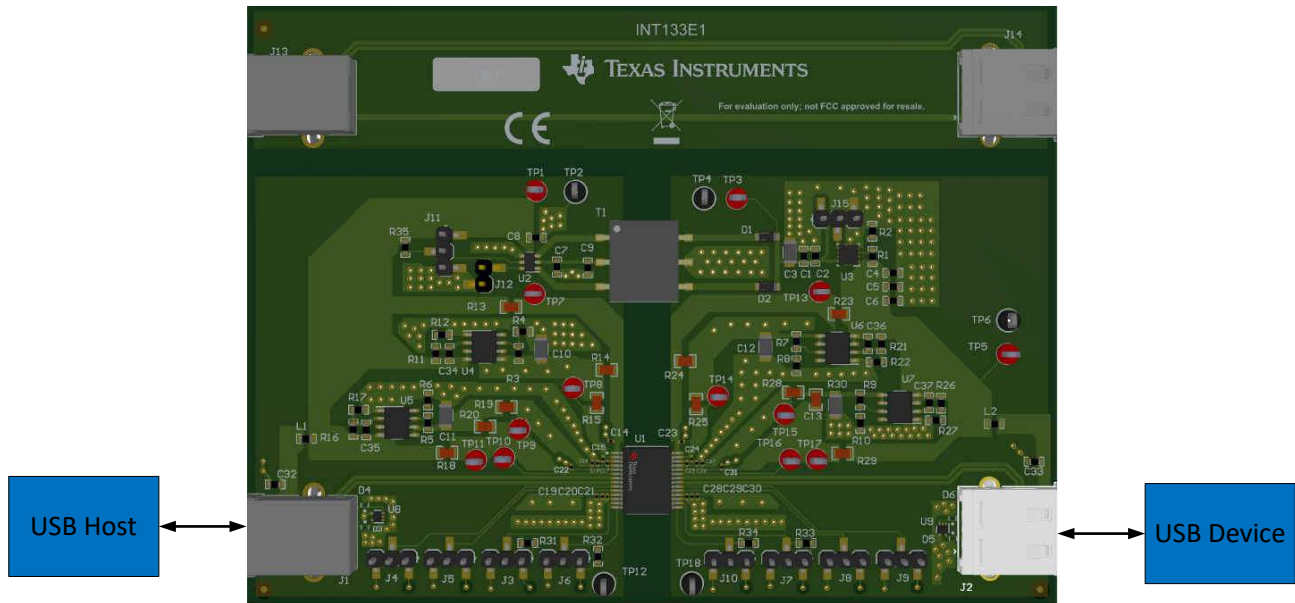 INT133E1
J13
J14
TEXAS INSTRUMENTS
For evaluation only; not FCC approved for resale.
CE
TP1
TP2
TP4
TP3
T1
J15
J11
R35
C8
D1
R2
C7
C9
R1
U2
C3
C1
C2
U3
C4
J12
C5
TP7
D2
TP13
C6
R13
R23
TP6
R12
R4
U6
C36
C12
R7
R21
TP5
R11
C34
U4
C10
R14
R8
R22
R24
R3
TP8
TP14
R28
R30
R9
U7
C37
R26
R6
R17
U5
R19
R20
R15
R25
C13
L2
L1
R16
C35
R5
C11
TP9
TP15
R10
R27
U1
C14
C23
TP11
TP10
TP16
TP17
R18
C22
C31
R29
C32
C33
C19
C20
C21
C28
C29
C30
D4
U8
D3
D6
U9
D5
USB Host
USB Device
R31
R32
R34
R33
J1
J4
J5
J3
J6
TP12
TP18
J10
J7
J8
J9
J2